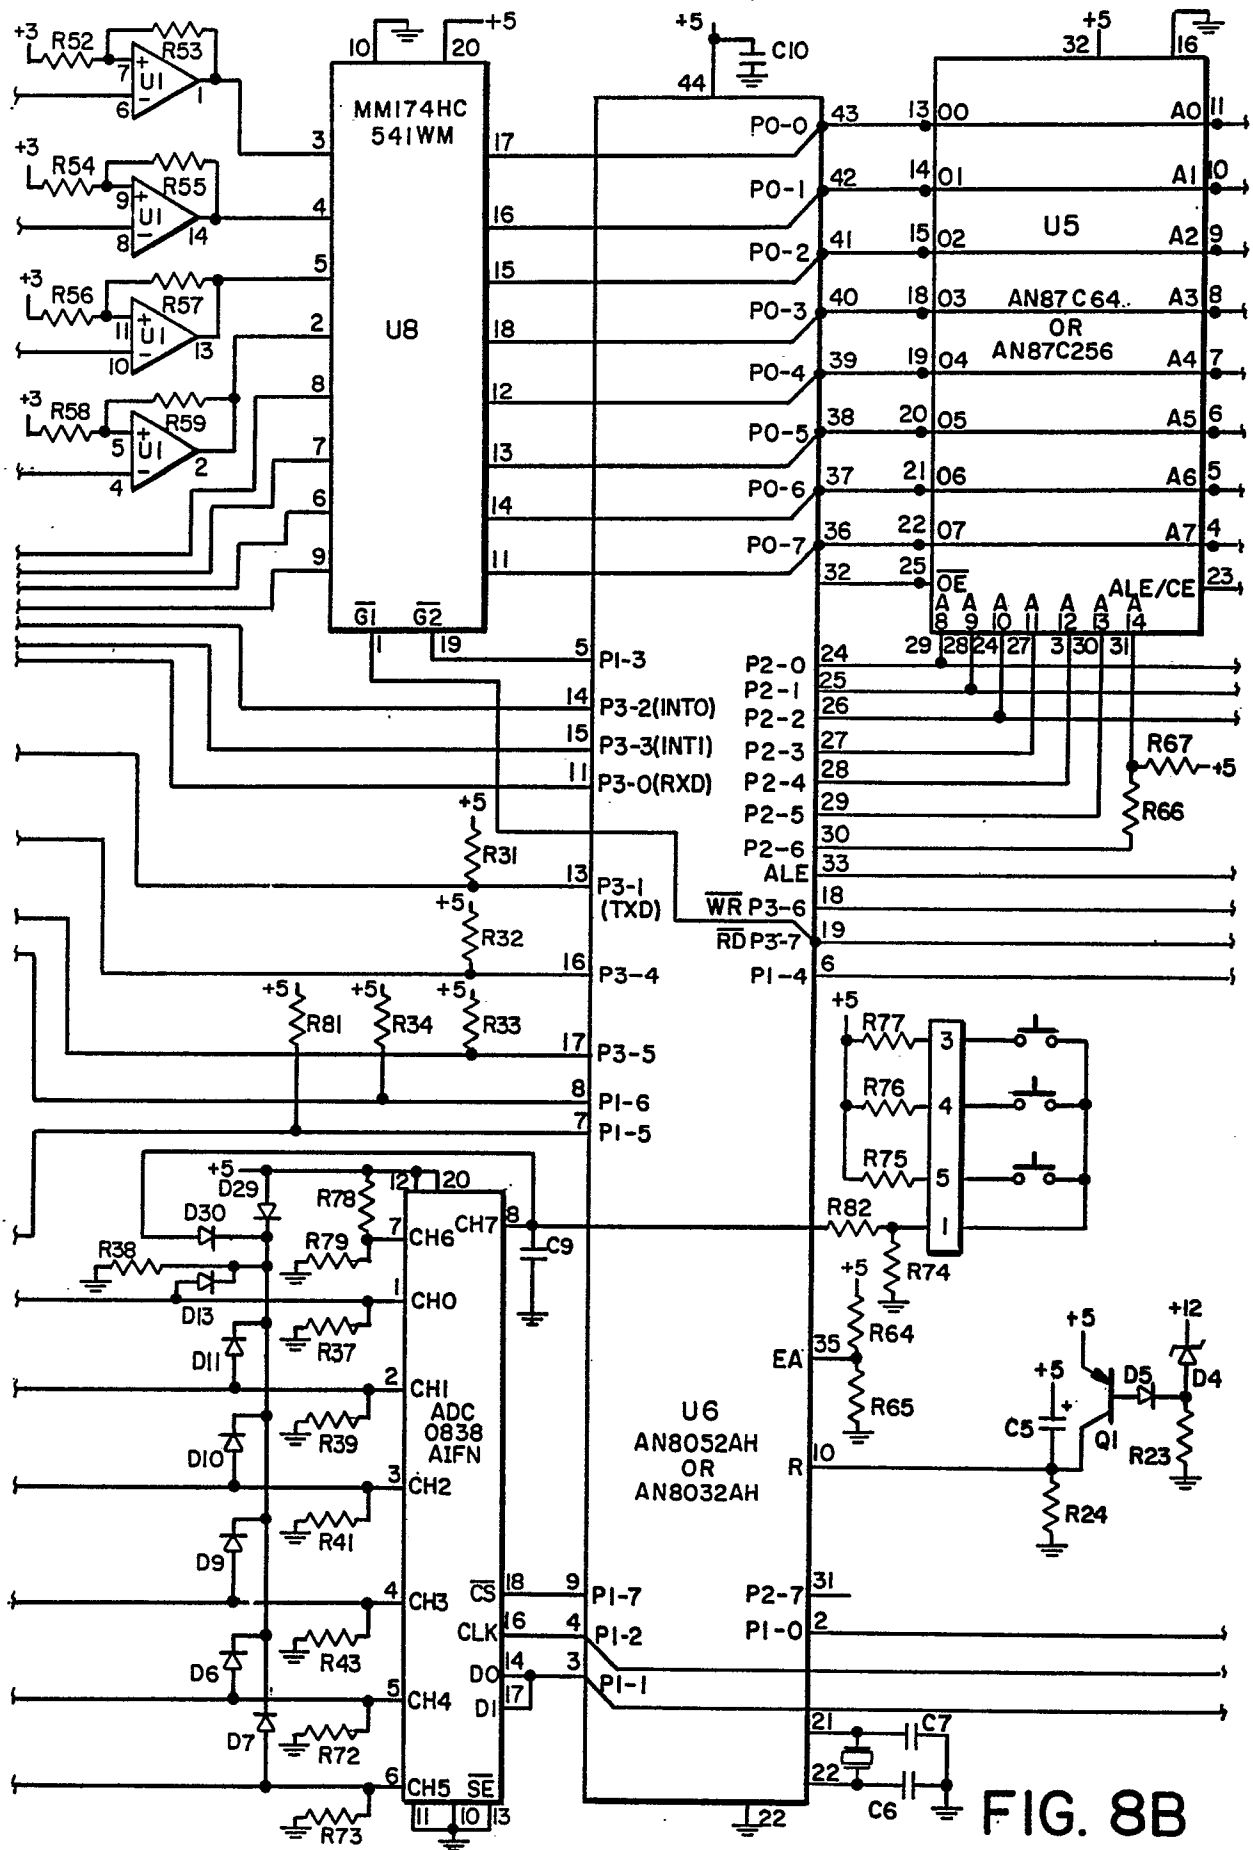 +3 R52 R53 7 + U1 6 - 1
+3 R54 R55 9 + U1 8 - 14
+3 R56 R57 11 + U1 10 - 13
+3 R58 R59 5 + U1 4 - 2
10 20 +5
MM174HC
541WM
U8
3 17
4 16
5 15
2 18
8 12
7 13
6 14
9 11
G1 G2
1 19
+5 C10
44
P0-0 43
P0-1 42
P0-2 41
P0-3 40
P0-4 39
P0-5 38
P0-6 37
P0-7 36
32
+5
32 16
13 00 A0 11
14 01 A1 10
15 02 U5 A2 9
18 03 AN87C64 A3 8
OR
19 04 AN87C256 A4 7
20 05 A5 6
21 06 A6 5
22 07 A7 4
25 OE ALE/CE 23
A8 A9 A10 A11 A12 A13 A14
29 28 24 27 3 30 31
5 P1-3 P2-0 24
P2-1 25
14 P3-2(INT0) P2-2 26
15 P3-3(INT1) P2-3 27
11 P3-0(RXD) P2-4 28
P2-5 29
P2-6 30
R67 +5
R66
ALE 33
+5 R31
13 P3-1
(TXD)
WR P3-6 18
RD P3-7 19
+5 R32
16 P3-4 P1-4 6
+5 R81 +5 R34 +5 R33
17 P3-5
8 P1-6
7 P1-5
+5 R77 3
R76 4
R75 5
R82 1
R74
+5 12 20
D29
D30
R78
7 CH6 CH7 8
R79
C9
R38
D13
1 CH0
R37
D11
2 CH1
R39
ADC
0838
A1FN
D10
3 CH2
R41
D9
4 CH3
R43
D6
5 CH4
R72
D7
6 CH5 SE
R73
11 10 13
CS 18 9 P1-7
CLK 16 4 P1-2
DO 14 3 P1-1
DI 17
+5
R64
EA 35
R65
U6
AN8052AH
OR
AN8032AH
R 10
+5 +12
+5 D5 D4
C5 + Q1 R23
R24
P2-7 31
P1-0 2
21 C7
22 C6
22
FIG. 8B